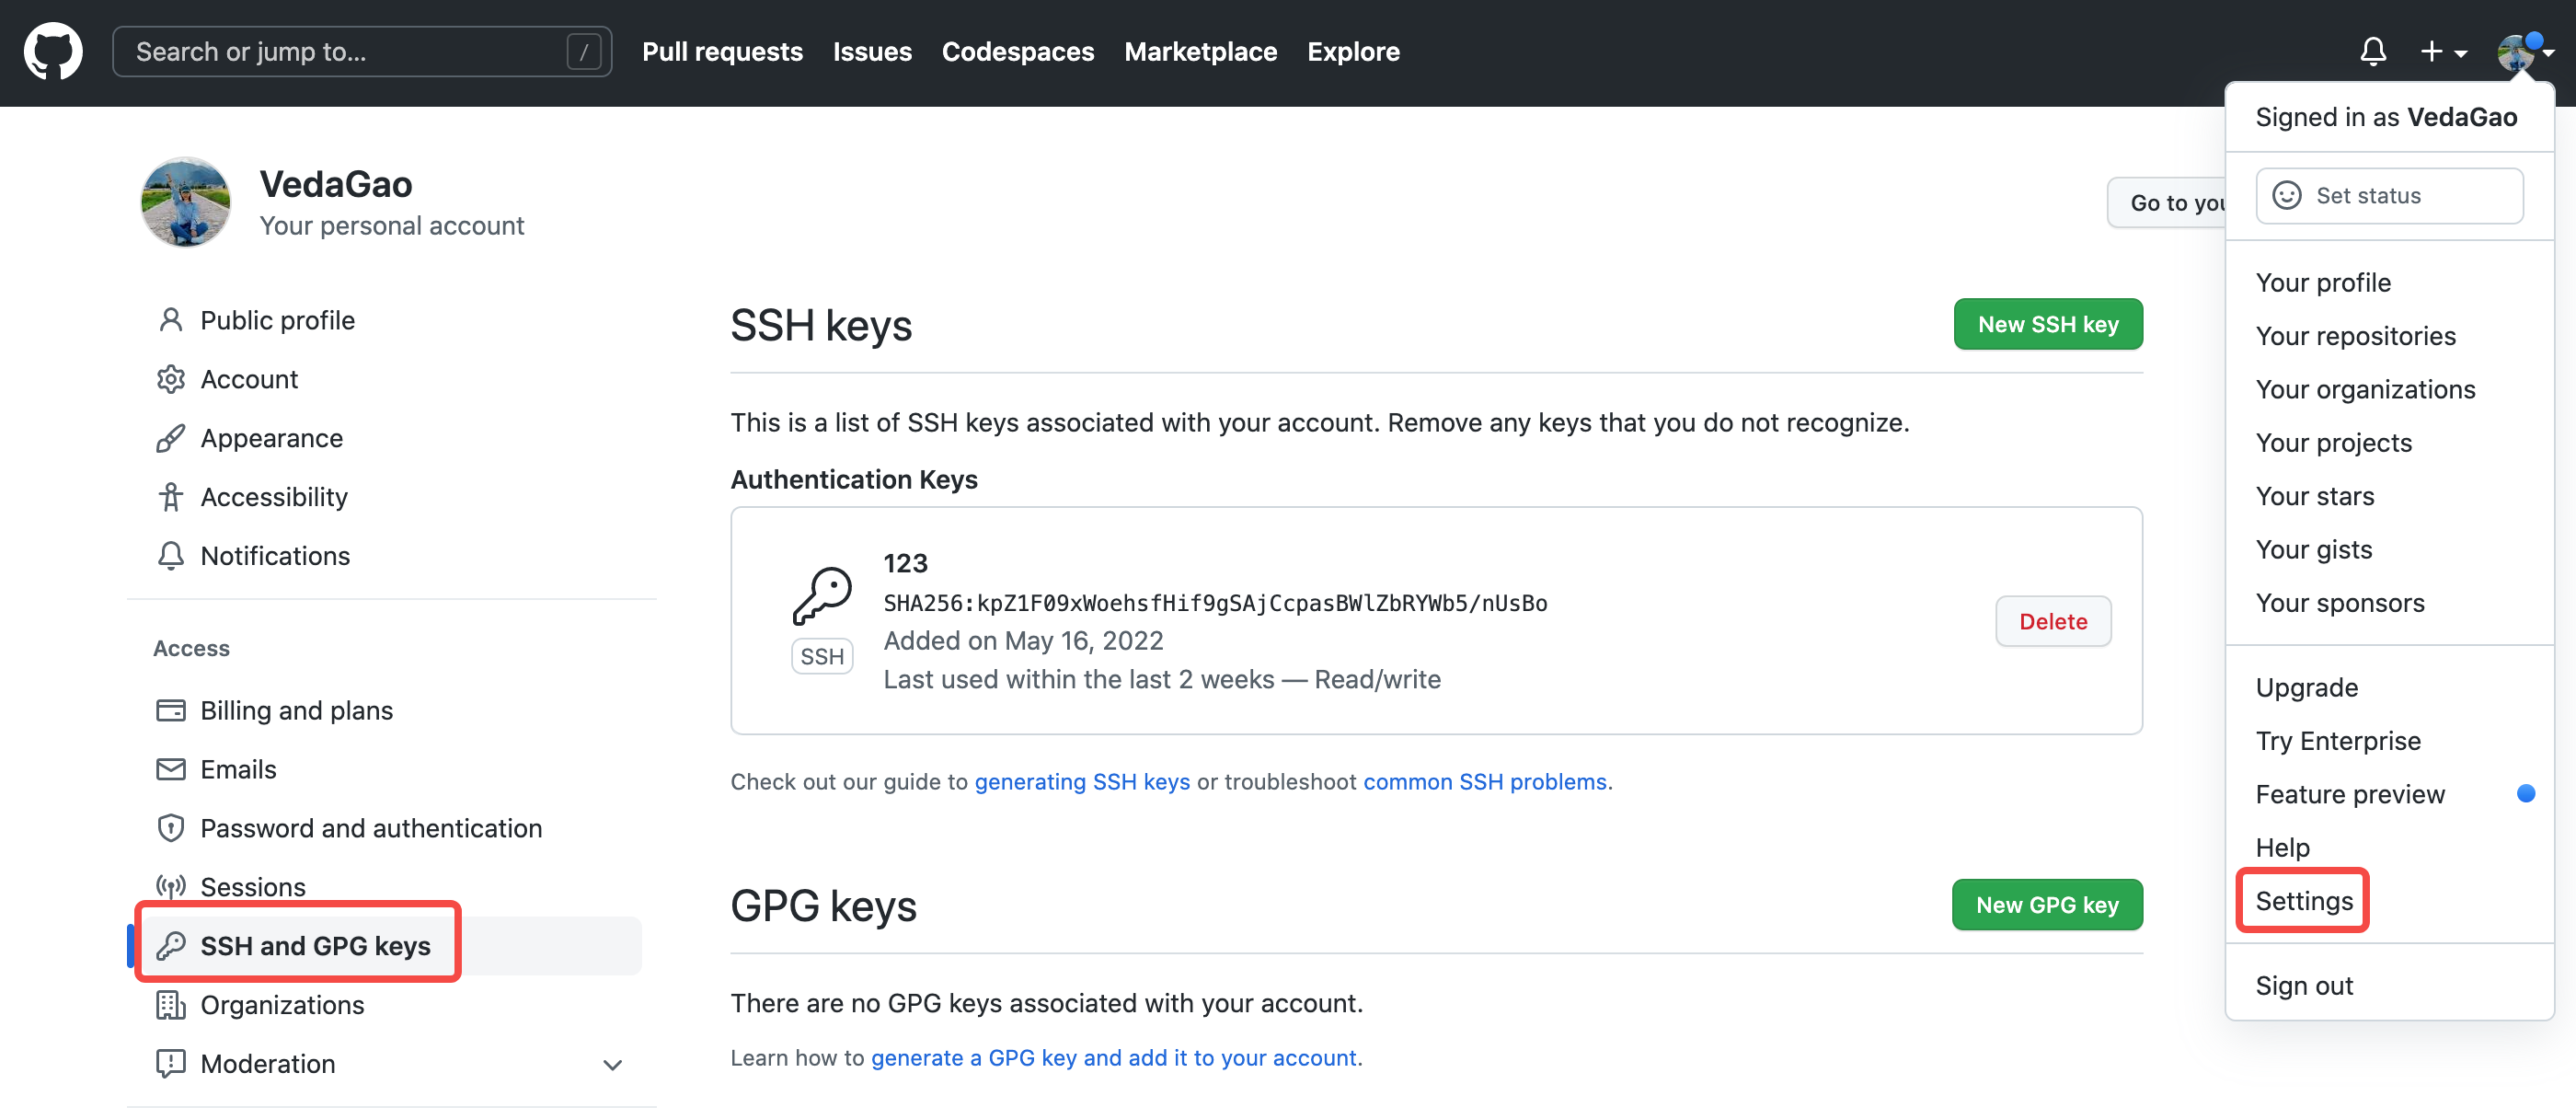 Search or jump to... /
Pull requests
Issues
Codespaces
Marketplace
Explore
VedaGao
Your personal account
Go to you
Public profile
Account
Appearance
Accessibility
Notifications
Access
Billing and plans
Emails
Password and authentication
Sessions
SSH and GPG keys
Organizations
Moderation
SSH keys
New SSH key
This is a list of SSH keys associated with your account. Remove any keys that you do not recognize.
Authentication Keys
123
SHA256:kpZ1F09xWoehsfHif9gSAjCcpasBWlZbRYWb5/nUsBo
Added on May 16, 2022
Last used within the last 2 weeks — Read/write
SSH
Delete
Check out our guide to generating SSH keys or troubleshoot common SSH problems.
GPG keys
New GPG key
There are no GPG keys associated with your account.
Learn how to generate a GPG key and add it to your account.
Signed in as VedaGao
Set status
Your profile
Your repositories
Your organizations
Your projects
Your stars
Your gists
Your sponsors
Upgrade
Try Enterprise
Feature preview
Help
Settings
Sign out